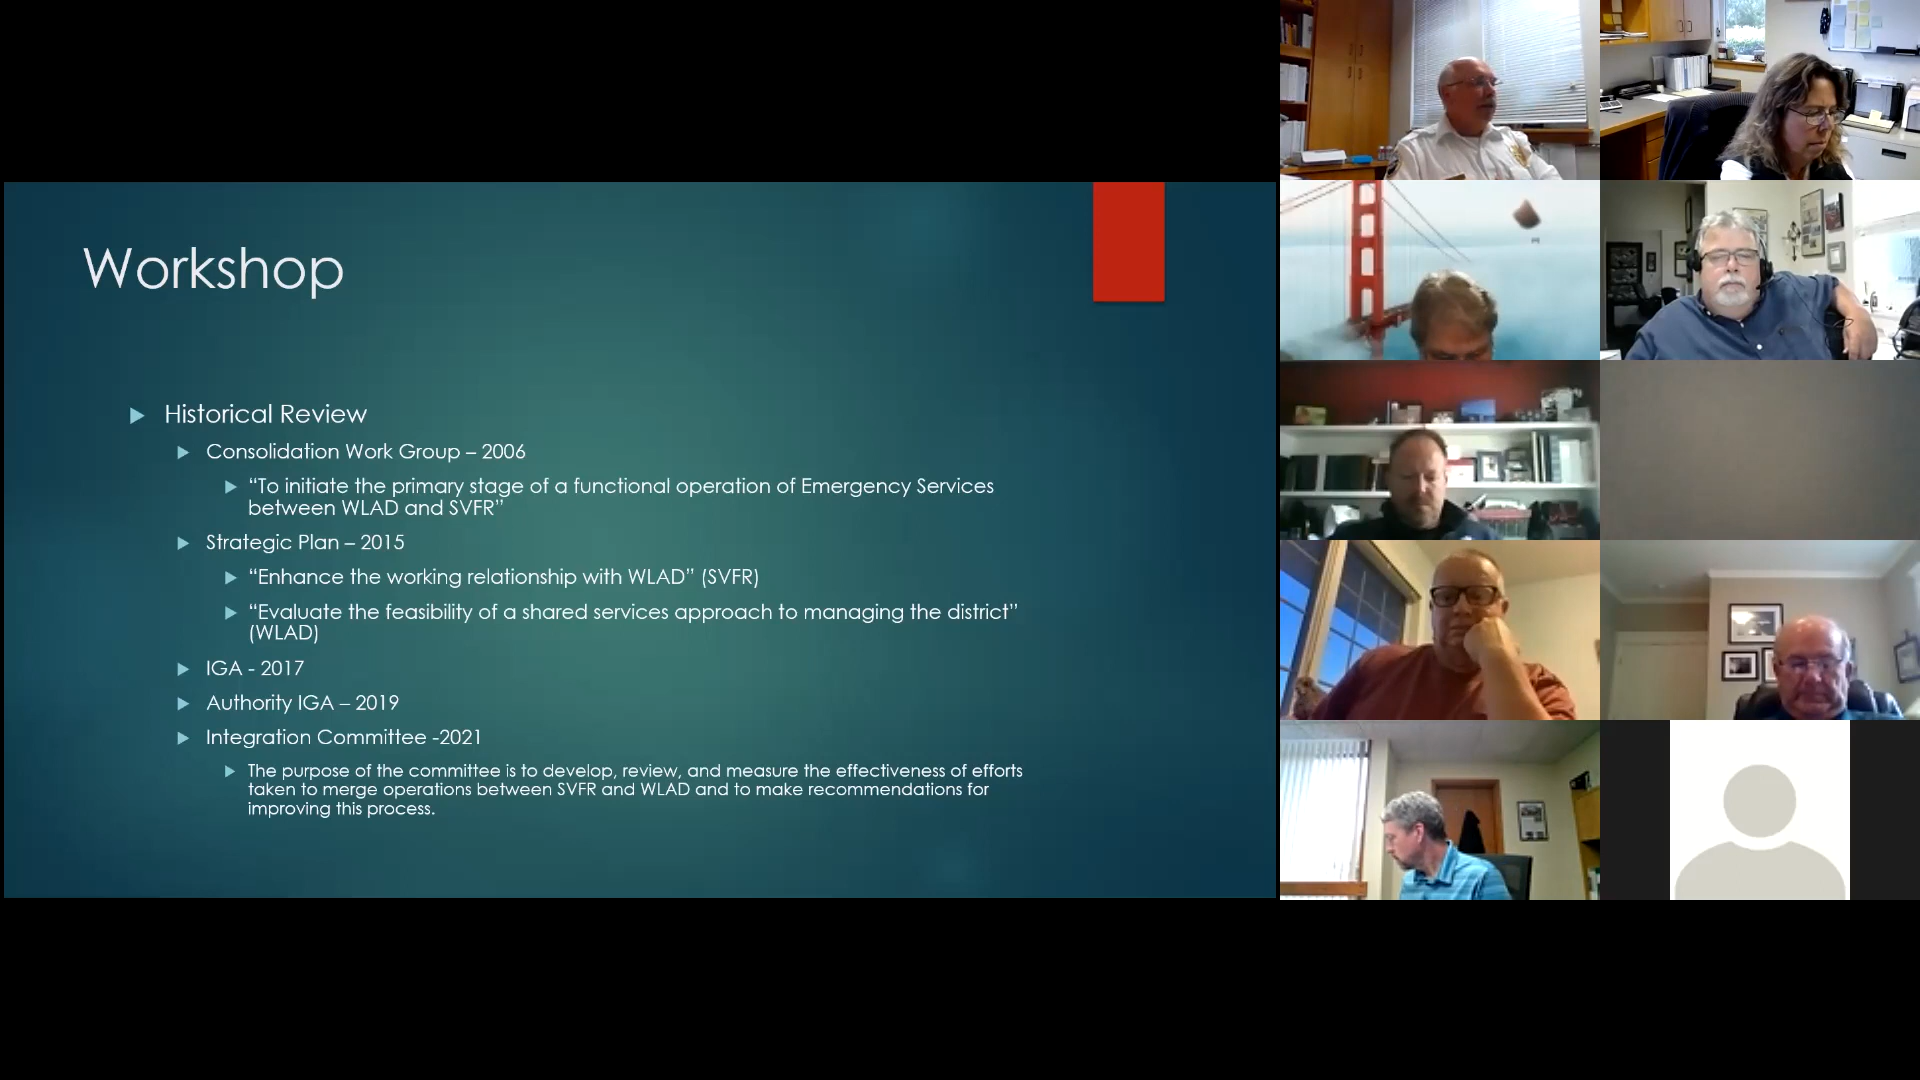 Workshop
Historical Review
Consolidation Work Group – 2006
“To initiate the primary stage of a functional operation of Emergency Services
between WLAD and SVFR”
Strategic Plan – 2015
“Enhance the working relationship with WLAD” (SVFR)
“Evaluate the feasibility of a shared services approach to managing the district”
(WLAD)
IGA - 2017
Authority IGA – 2019
Integration Committee -2021
The purpose of the committee is to develop, review, and measure the effectiveness of efforts
taken to merge operations between SVFR and WLAD and to make recommendations for
improving this process.